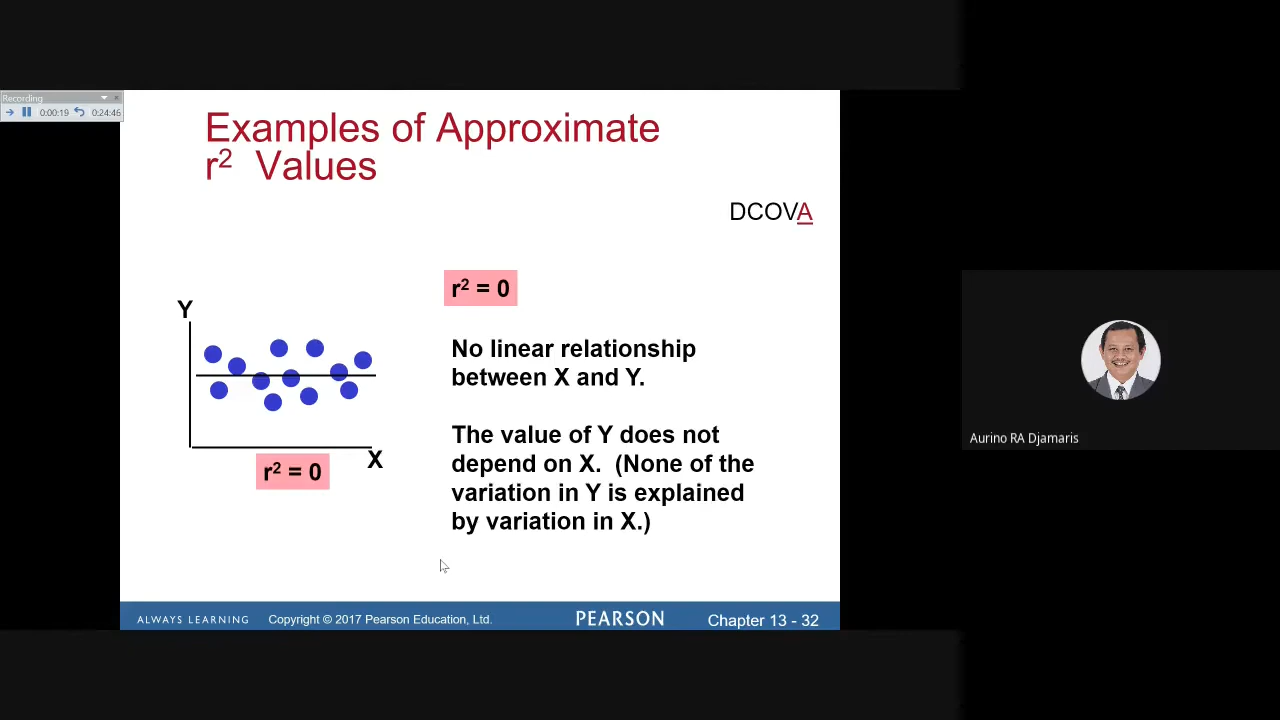 Recording
0:00:19 0:24:46
Examples of Approximate
r² Values
DCOVA
r² = 0
No linear relationship
between X and Y.
The value of Y does not
depend on X. (None of the
variation in Y is explained
by variation in X.)
Y
X
r² = 0
ALWAYS LEARNING Copyright © 2017 Pearson Education, Ltd. PEARSON Chapter 13 - 32
Aurino RA Djamaris